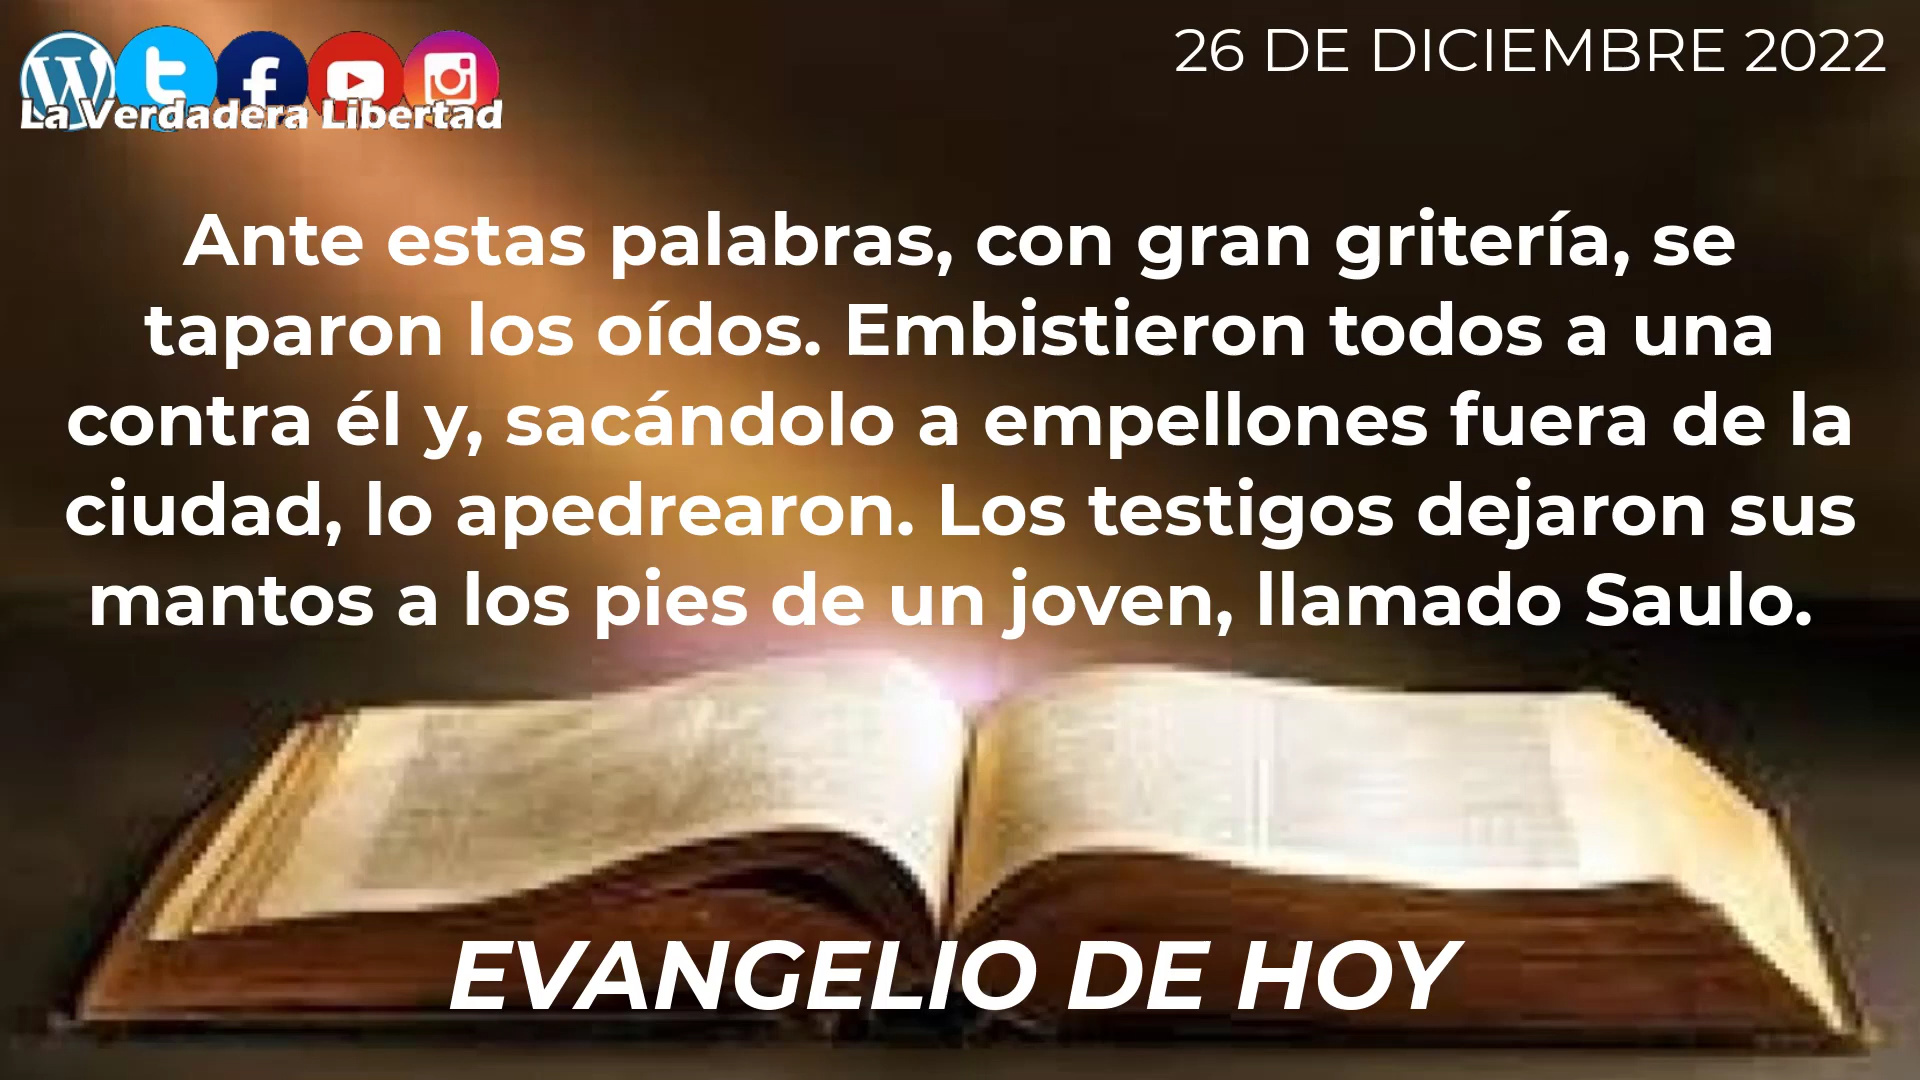 La Verdadera Libertad
26 DE DICIEMBRE 2022
Ante estas palabras, con gran gritería, se
taparon los oídos. Embistieron todos a una
contra él y, sacándolo a empellones fuera de la
ciudad, lo apedrearon. Los testigos dejaron sus
mantos a los pies de un joven, llamado Saulo.
EVANGELIO DE HOY